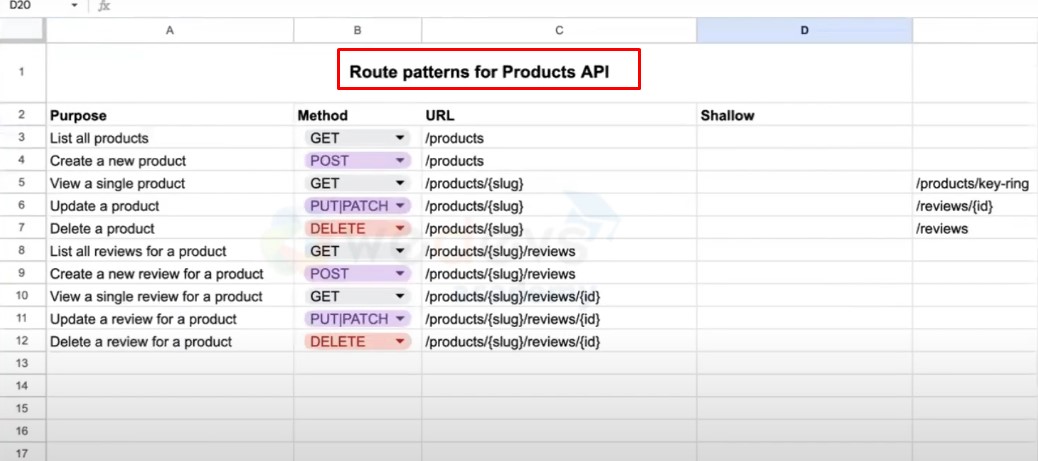 D20 fx
A B C D
1 Route patterns for Products API
2 Purpose Method URL Shallow
3 List all products GET /products
4 Create a new product POST /products
5 View a single product GET /products/{slug} /products/key-ring
6 Update a product PUT|PATCH /products/{slug} /reviews/{id}
7 Delete a product DELETE /products/{slug} /reviews
8 List all reviews for a product GET /products/{slug}/reviews
9 Create a new review for a product POST /products/{slug}/reviews
10 View a single review for a product GET /products/{slug}/reviews/{id}
11 Update a review for a product PUT|PATCH /products/{slug}/reviews/{id}
12 Delete a review for a product DELETE /products/{slug}/reviews/{id}
13
14
15
16
17